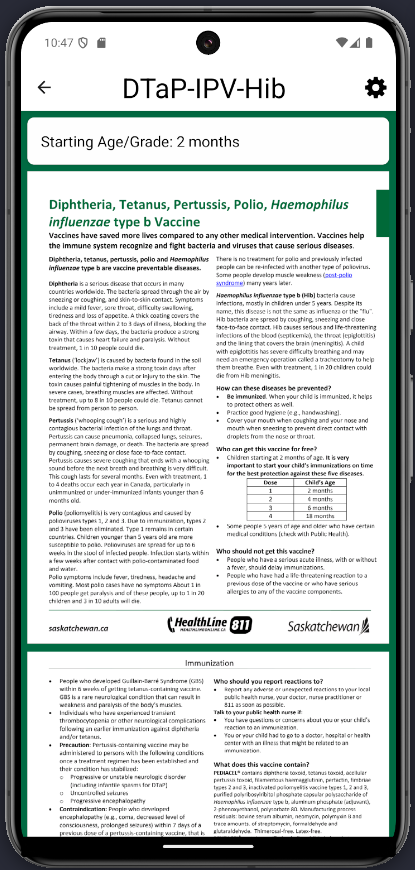 10:47
DTaP-IPV-Hib
Starting Age/Grade: 2 months
Diphtheria, Tetanus, Pertussis, Polio, Haemophilus
influenzae type b Vaccine
Vaccines have saved more lives compared to any other medical intervention. Vaccines help
the immune system recognize and fight bacteria and viruses that cause serious diseases.
Diphtheria, tetanus, pertussis, polio and Haemophilus
influenzae type b are vaccine preventable diseases.
Diphtheria is a serious disease that occurs in many
countries worldwide. The bacteria spread through the air by
sneezing or coughing, and skin-to-skin contact. Symptoms
include a mild fever, sore throat, difficulty swallowing,
tiredness and loss of appetite. A thick coating covers the
back of the throat within 2 to 3 days of illness, blocking the
airway. Within a few days, the bacteria produce a strong
toxin that causes heart failure and paralysis. Without
treatment, 1 in 10 people could die.
Tetanus ('lockjaw') is caused by bacteria found in the soil
worldwide. The bacteria make a strong toxin days after
entering the body through a cut or injury to the skin. The
toxin causes painful tightening of muscles in the body. In
severe cases, breathing muscles are affected. Without
treatment, up to 8 in 10 people could die. Tetanus cannot
be spread from person to person.
Pertussis ('whooping cough') is a serious and highly
contagious bacterial infection of the lungs and throat.
Pertussis can cause pneumonia, collapsed lungs, seizures,
permanent brain damage, or death. The bacteria are spread
by coughing, sneezing or close face-to-face contact.
Pertussis causes severe coughing that ends with a whooping
sound before the next breath and breathing is very difficult.
This cough lasts for several months. Even with treatment, 1
to 4 deaths occur each year in Canada, particularly in
unimmunized or under-immunized infants younger than 6
months old.
Polio (poliomyelitis) is very contagious and caused by
polioviruses types 1, 2 and 3. Due to immunization, types 2
and 3 have been eliminated. Type 1 remains in certain
countries. Children younger than 5 years old are more
susceptible to polio. Polioviruses are spread for up to 6
weeks in the stool of infected people. Infection starts within
a few weeks after contact with polio-contaminated food
and water.
Polio symptoms include fever, tiredness, headache and
vomiting. Most polio cases have no symptoms About 1 in
100 people get paralysis and of these people, up to 1 in 20
children and 3 in 10 adults will die.
There is no treatment for polio and previously infected
people can be re-infected with another type of poliovirus.
Some people develop muscle weakness (post-polio
syndrome) many years later.
Haemophilus influenzae type b (Hib) bacteria cause
infections, mostly in children under 5 years. Despite its
name, this disease is not the same as influenza or the "flu".
Hib bacteria are spread by coughing, sneezing and close
face-to-face contact. Hib causes serious and life-threatening
infections of the blood (septicemia), the throat (epiglottitis)
and the lining that covers the brain (meningitis). A child
with epiglottitis has severe difficulty breathing and may
need an operation called a tracheotomy to help them
breathe. Even with treatment, 1 in 20 children could
die from Hib meningitis.
How can these diseases be prevented?
• Be immunized. When your child is immunized, it helps
to protect others as well.
• Practice good hygiene (e.g., handwashing).
• Cover your mouth when coughing and your nose and
mouth when sneezing to prevent direct contact with
droplets from the nose or throat.
Who can get this vaccine for free?
• Children starting at 2 months of age. It is very
important to start your child's immunizations on time
for the best protection against these five diseases.
Dose Child's Age
1 2 months
2 4 months
3 6 months
4 18 months
• Some people 5 years of age and older who have certain
medical conditions (check with Public Health).
Who should not get this vaccine?
• People who have a serious acute illness, with or without
a fever, should delay immunizations.
• People who have had a life-threatening reaction to a
previous dose of the vaccine or who have serious
allergies to any of the vaccine components.
saskatchewan.ca
HealthLine 811
HEALTHLINEONLINE.CA
Saskatchewan
Immunization
• People who developed Guillain-Barré Syndrome (GBS)
within 6 weeks of getting tetanus-containing vaccine.
GBS is a rare neurological condition that can result in
weakness and paralysis of the body's muscles.
• Individuals who have experienced transient
thrombocytopenia or other neurological complications
following an earlier immunization against diphtheria
and/or tetanus.
• Precaution: Pertussis-containing vaccine may be
administered to persons with the following conditions
once a treatment regimen has been established and
their condition has stabilized:
o Progressive or unstable neurologic disorder
(including infantile spasms for DTaP)
o Uncontrolled seizures
o Progressive encephalopathy
• Contraindication: People who developed
encephalopathy (e.g., coma, decreased level of
consciousness, prolonged seizures) within 7 days of a
previous dose of a pertussis-containing vaccine, that is
Who should you report reactions to?
• Report any adverse or unexpected reactions to your local
public health nurse, your doctor, nurse practitioner or
811 as soon as possible.
Talk to your public health nurse if:
• You have questions or concerns about you or your child's
reaction to an immunization.
• You or your child had to go to a doctor, hospital or health
center with an illness that might be related to an
immunization.
What does this vaccine contain?
PEDIACEL® contains diphtheria toxoid, tetanus toxoid, acellular
pertussis toxoid, filamentous haemagglutinin, pertactin, fimbriae
types 2 and 3, inactivated poliomyelitis vaccine types 1, 2 and 3,
purified polyribosylribitol phosphate capsular polysaccharide of
Haemophilus influenzae type b, aluminum phosphate (adjuvant),
2-phenoxyethanol, polysorbate 80. Manufacturing process
residuals: bovine serum albumin, neomycin, polymyxin B and
trace amounts, of streptomycin, formaldehyde and
glutaraldehyde. Thimerosal-free. Latex-free.